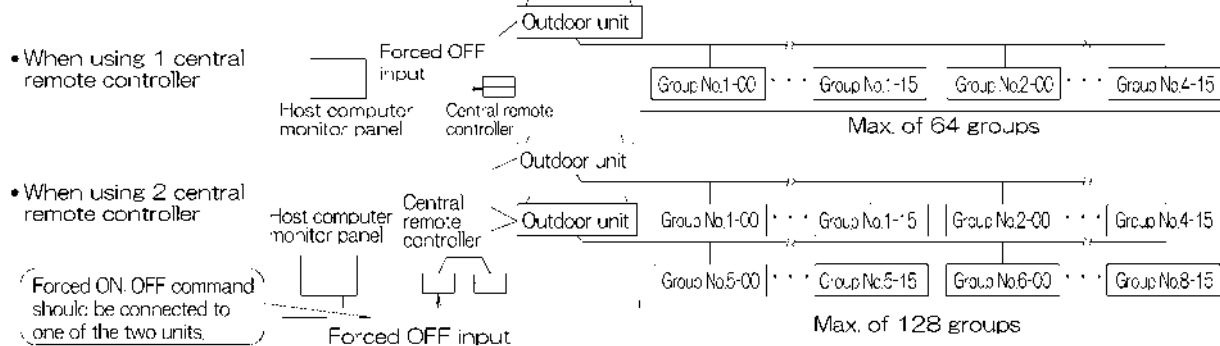 Outdoor unit
• When using 1 central
remote controller
Forced OFF
input
Host computer
monitor panel
Central remote
controller
Group No.1-00 ··· Group No.1-15 Group No.2-00 ··· Group No.4-15
Max. of 64 groups
Outdoor unit
• When using 2 central
remote controller
Host computer
monitor panel
Central
remote
controller
Outdoor unit
Group No.1-00 ··· Group No.1-15 Group No.2-00 ··· Group No.4-15
Group No.5-00 ··· Group No.5-15 Group No.6-00 ··· Group No.8-15
Forced ON. OFF command
should be connected to
one of the two units.
Forced OFF input
Max. of 128 groups